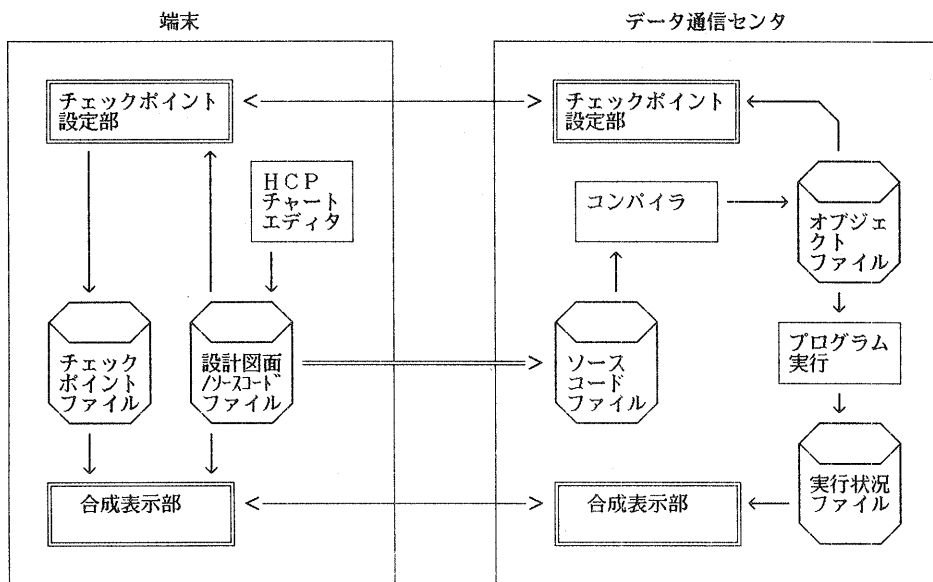 端末
データ通信センタ
チェックポイント
設定部
チェックポイント
設定部
HCP
チャート
エディタ
コンパイラ
オブジェ
クト
ファイル
チェック
ポイント
ファイル
設計図面
/ソースコード
ファイル
ソース
コード
ファイル
プログラム
実行
合成表示部
合成表示部
実行状況
ファイル